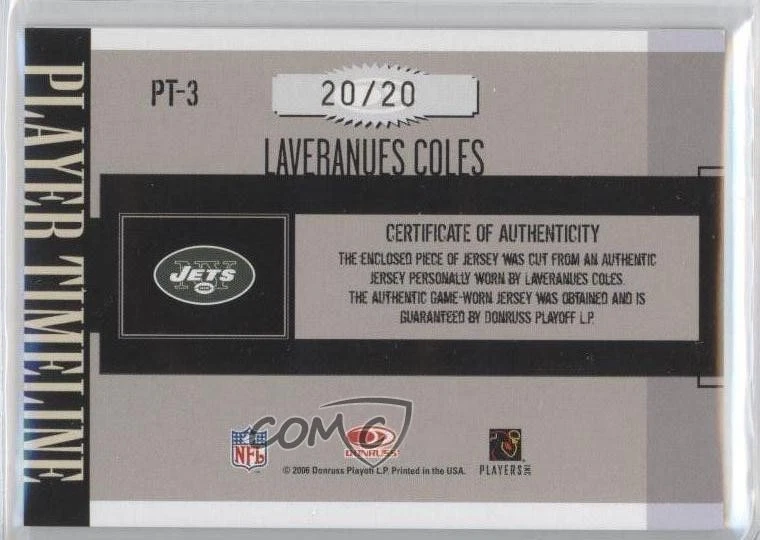 PLAYER TIMELINE
PT-3
20/20
LAVERANUES COLES
NY
JETS
CERTIFICATE OF AUTHENTICITY
THE ENCLOSED PIECE OF JERSEY WAS CUT FROM AN AUTHENTIC
JERSEY PERSONALLY WORN BY LAVERANUES COLES.
THE AUTHENTIC GAME-WORN JERSEY WAS OBTAINED AND IS
GUARANTEED BY DONRUSS PLAYOFF L.P.
NFL
COMC
DONRUSS
PLAYERS INC
© 2006 Donruss Playoff L.P. Printed in the USA.